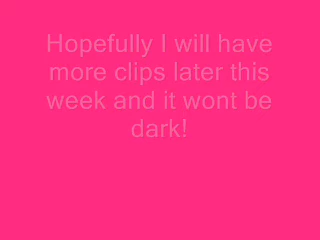 Hopefully I will have
more clips later this
week and it wont be
dark!